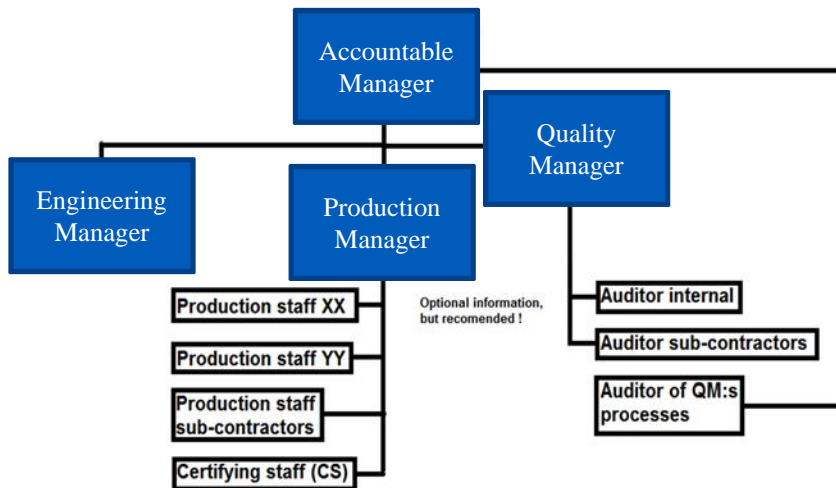 Accountable
Manager
Quality
Manager
Engineering
Manager
Production
Manager
Production staff XX
Optional information,
but recomended !
Auditor internal
Production staff YY
Auditor sub-contractors
Production staff
sub-contractors
Auditor of QM:s
processes
Certifying staff (CS)